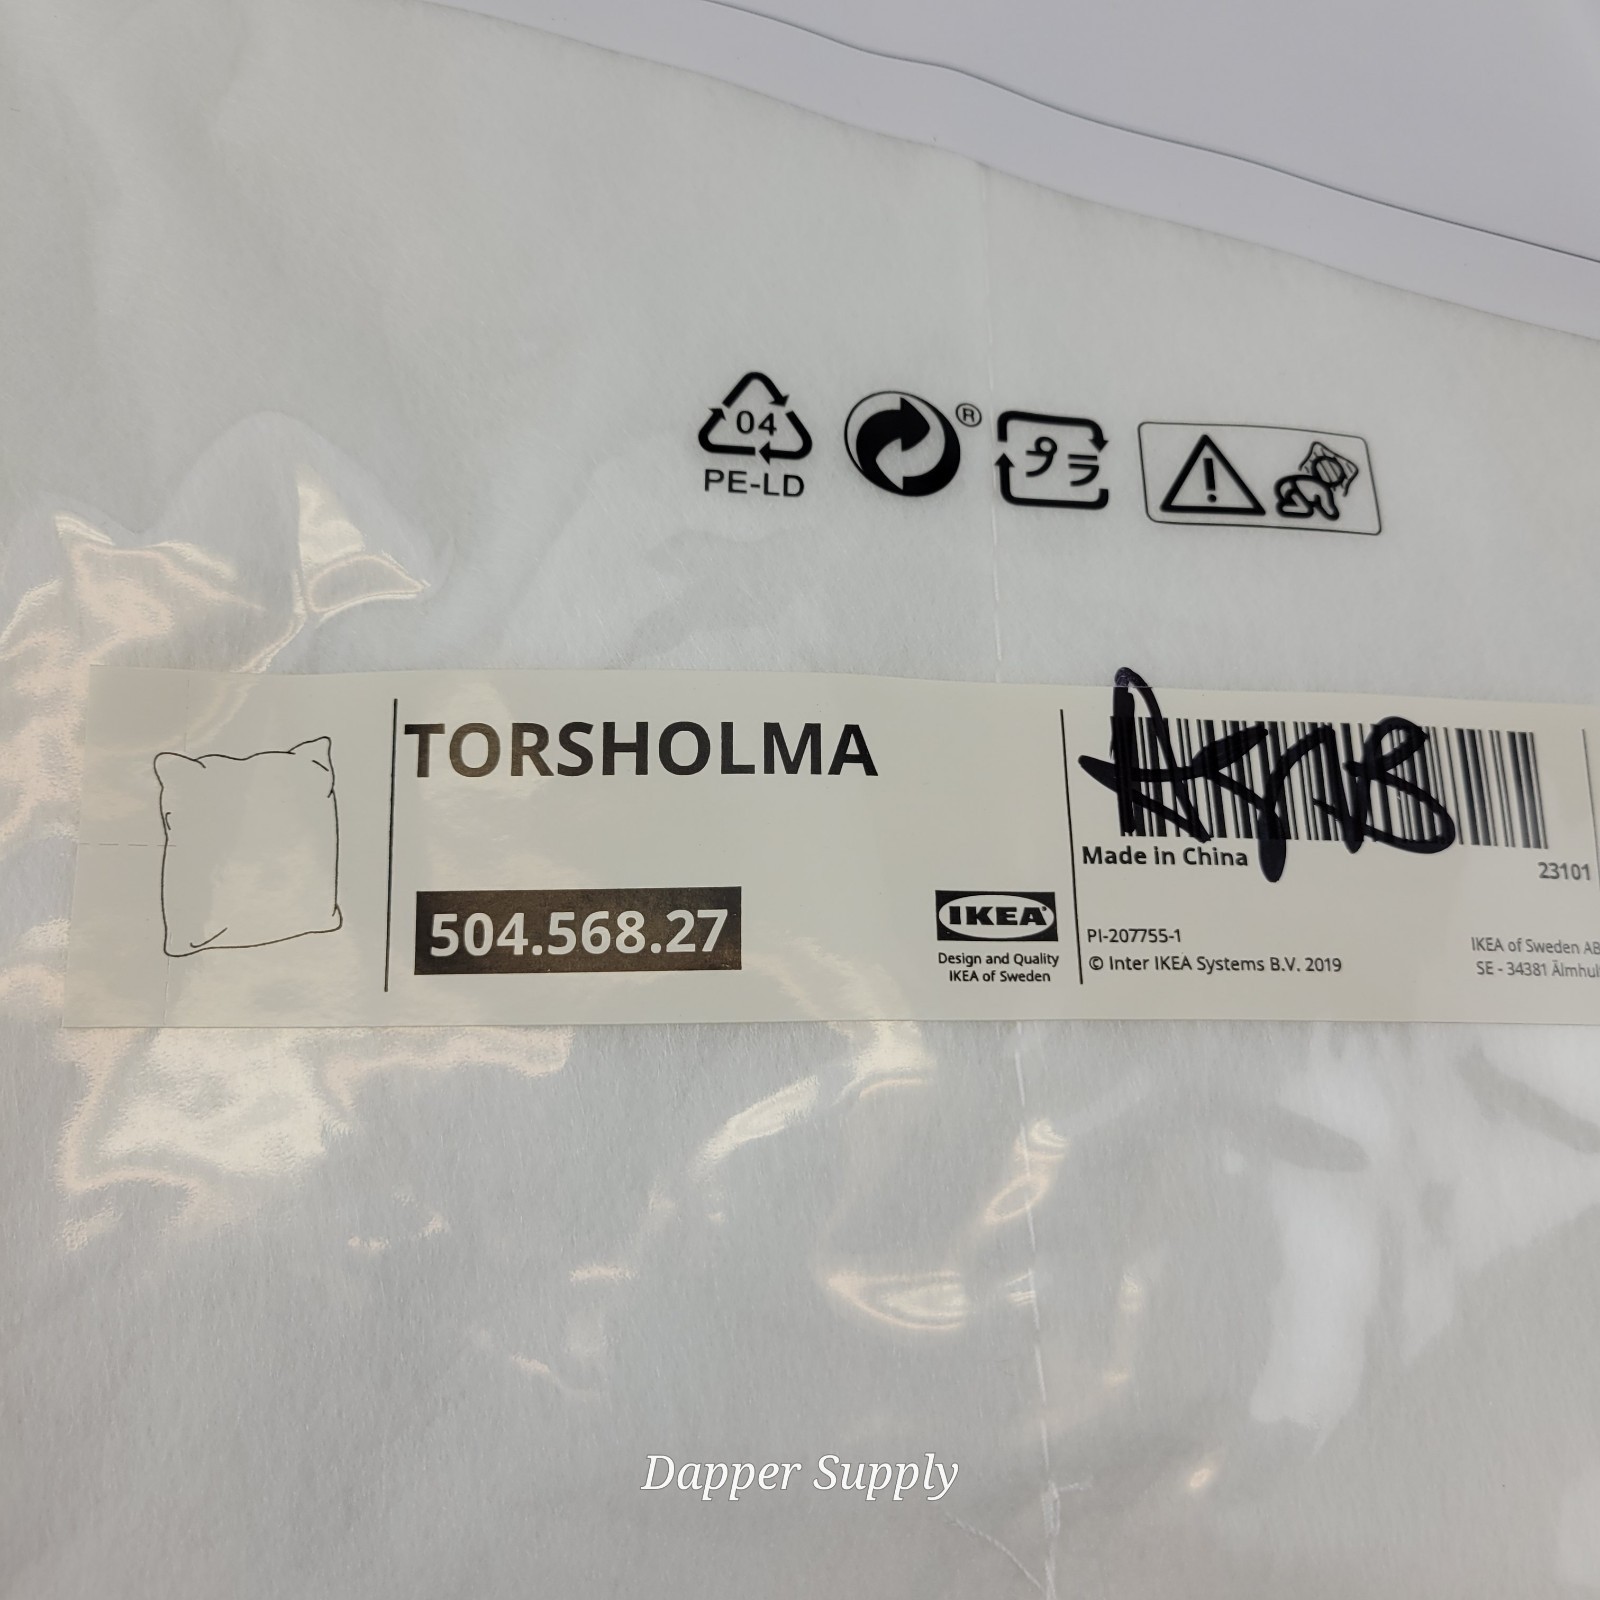 04
PE-LD
®
プラ
TORSHOLMA
504.568.27
IKEA®
Design and Quality
IKEA of Sweden
Made in China
23101
PI-207755-1
© Inter IKEA Systems B.V. 2019
IKEA of Sweden AB
SE - 34381 Älmhul
Dapper Supply